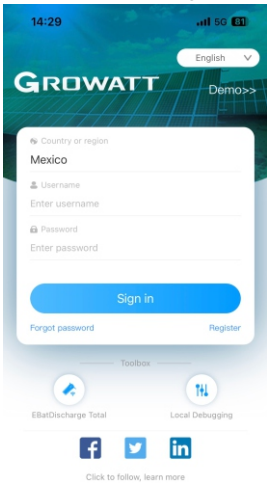 14:29
5G 81
English
GROWATT
Demo>>
Country or region
Mexico
Username
Enter username
Password
Enter password
Sign in
Forgot password Register
Toolbox
EBatDischarge Total Local Debugging
f in
Click to follow, learn more